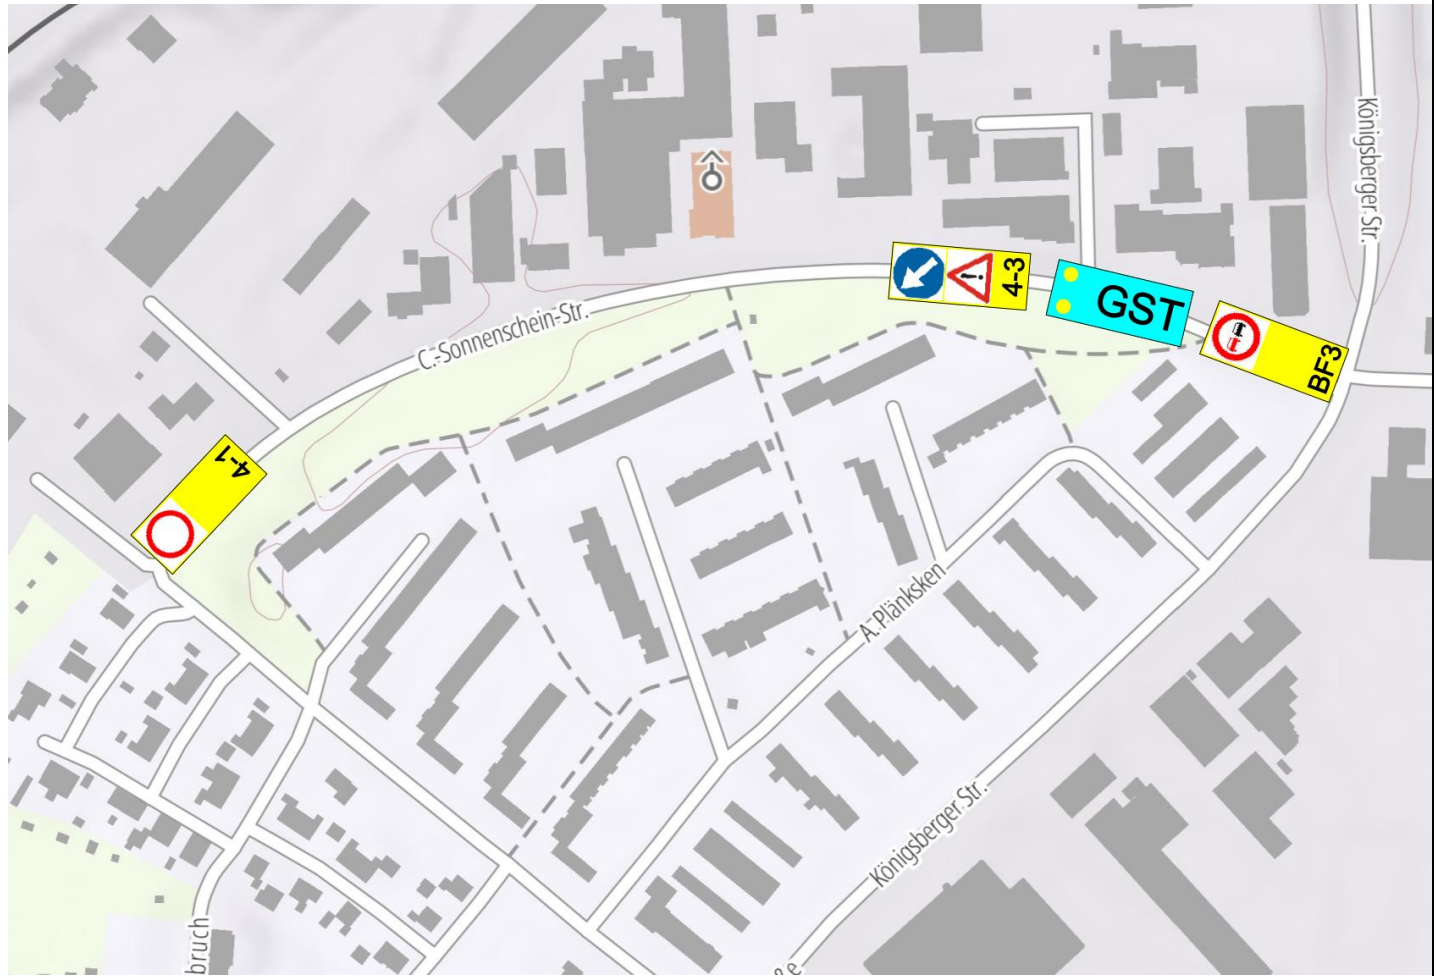 Königsberger Str.
4-3
GST
C.-Sonnenschein-Str.
BF3
4-1
A. Plänksken
Königsberger Str.
bruch